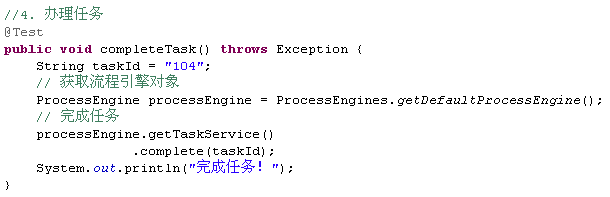 //4. 办理任务
@Test
public void completeTask() throws Exception {
    String taskId = "104";
    // 获取流程引擎对象
    ProcessEngine processEngine = ProcessEngines.getDefaultProcessEngine();
    // 完成任务
    processEngine.getTaskService()
                .complete(taskId);
    System.out.println("完成任务! ");
}